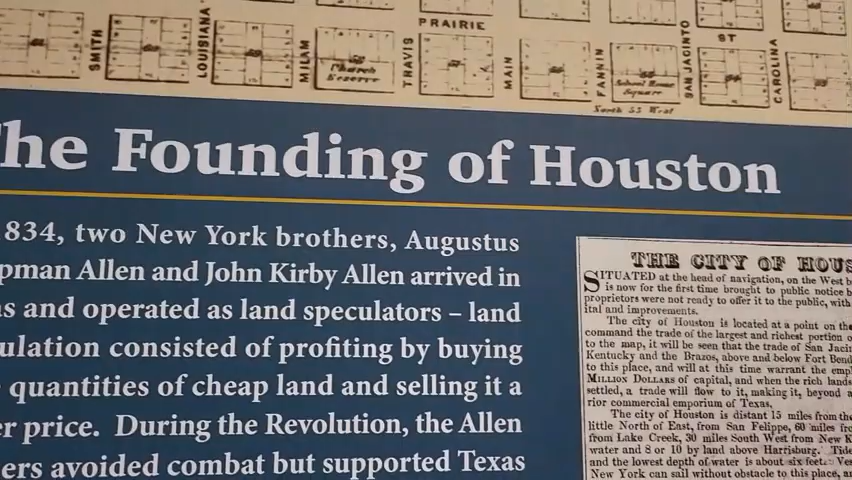 PRAIRIE
SMITH
LOUISIANA
MILAM
Church
Reserve
TRAVIS
MAIN
FANNIN
School House
Square
SAN JACINTO
ST
CAROLINA
he Founding of Houston
834, two New York brothers, Augustus
pman Allen and John Kirby Allen arrived in
s and operated as land speculators – land
ulation consisted of profiting by buying
quantities of cheap land and selling it a
er price. During the Revolution, the Allen
ers avoided combat but supported Texas
THE CITY OF HOUS
SITUATED at the head of navigation, on the West b
is now for the first time brought to public notice b
proprietors were not ready to offer it to the public, with
ital and improvements.
The city of Houston is located at a point on the
command the trade of the largest and richest portion o
to the map, it will be seen that the trade of San Jacin
Kentucky and the Brazos, above and below Fort Bend
to this place, and will at this time warrant the empl
MILLION DOLLARS of capital, and when the rich lands
settled, a trade will flow to it, making it, beyond a
rior commercial emporium of Texas.
The city of Houston is distant 15 miles from the
little North of East, from San Felippe, 60 miles fro
from Lake Creek, 30 miles South West from New K
water and 8 or 10 by land above Harrisburg. Tide
and the lowest depth of water is about six feet. Ves
New York can sail without obstacle to this place, an